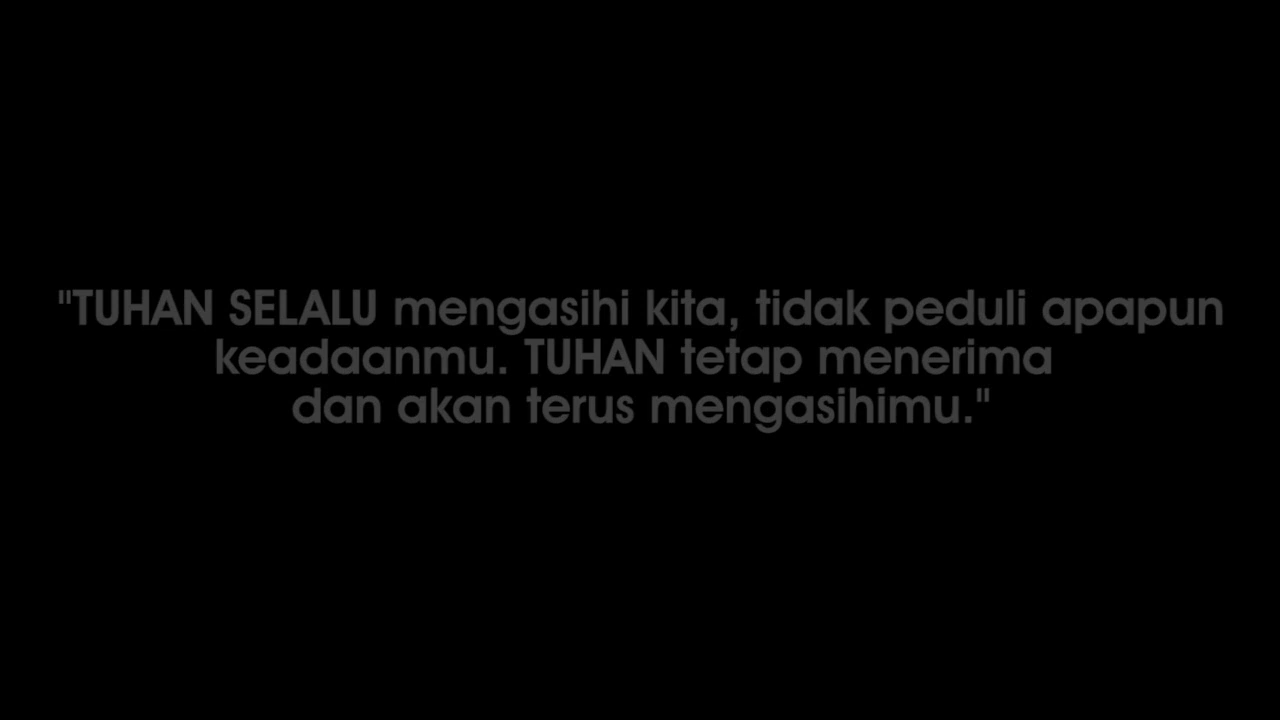 "TUHAN SELALU mengasihi kita, tidak peduli apapun
keadaanmu. TUHAN tetap menerima
dan akan terus mengasihimu."